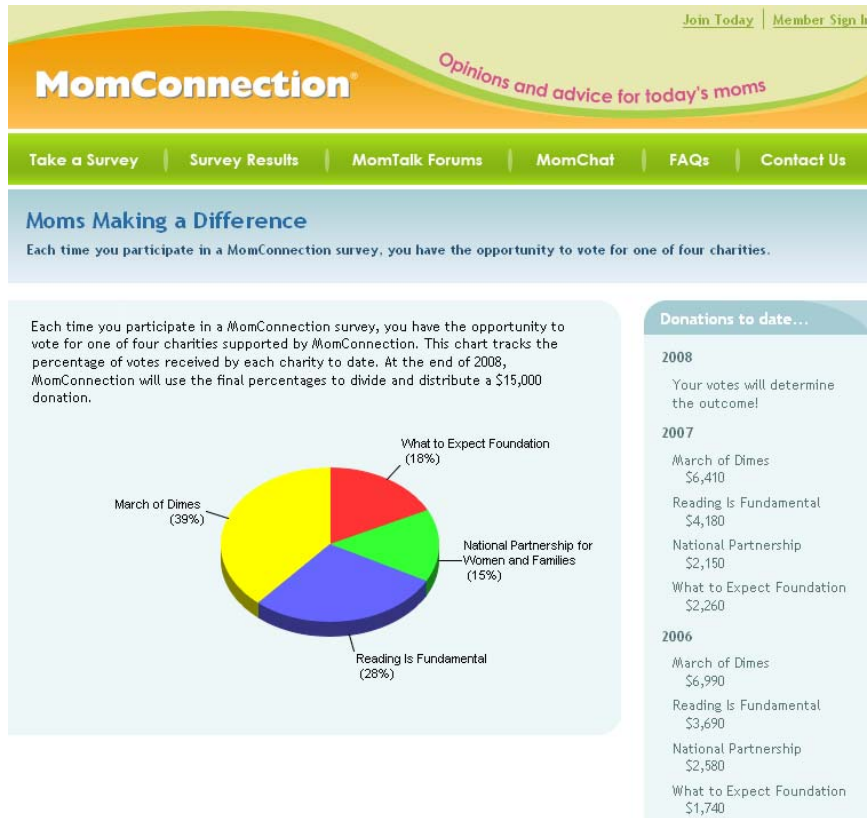 Join Today | Member Sign In
MomConnection®
Opinions and advice for today's moms
Take a Survey
Survey Results
MomTalk Forums
MomChat
FAQs
Contact Us
Moms Making a Difference
Each time you participate in a MomConnection survey, you have the opportunity to vote for one of four charities.
Each time you participate in a MomConnection survey, you have the opportunity to
vote for one of four charities supported by MomConnection. This chart tracks the
percentage of votes received by each charity to date. At the end of 2008,
MomConnection will use the final percentages to divide and distribute a $15,000
donation.
What to Expect Foundation
(18%)
March of Dimes
(39%)
National Partnership for
Women and Families
(15%)
Reading Is Fundamental
(28%)
Donations to date...
2008
Your votes will determine
the outcome!
2007
March of Dimes
$6,410
Reading Is Fundamental
$4,180
National Partnership
$2,150
What to Expect Foundation
$2,260
2006
March of Dimes
$6,990
Reading Is Fundamental
$3,690
National Partnership
$2,580
What to Expect Foundation
$1,740